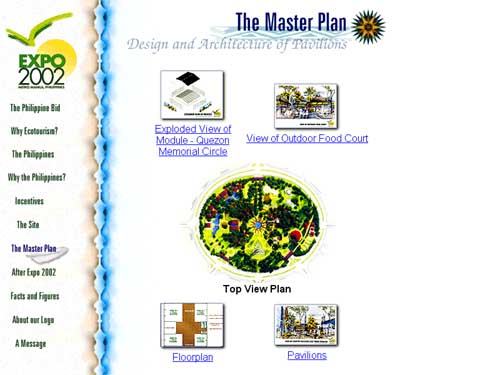 The Master Plan
Design and Architecture of Pavilions
EXPO
2002
METRO MANILA, PHILIPPINES
The Philippine Bid
Why Ecotourism?
The Philippines
Why the Philippines?
Incentives
The Site
The Master Plan
After Expo 2002
Facts and Figures
About our Logo
A Message
Exploded View of
Module - Quezon
Memorial Circle
View of Outdoor Food Court
Top View Plan
Floorplan
Pavilions